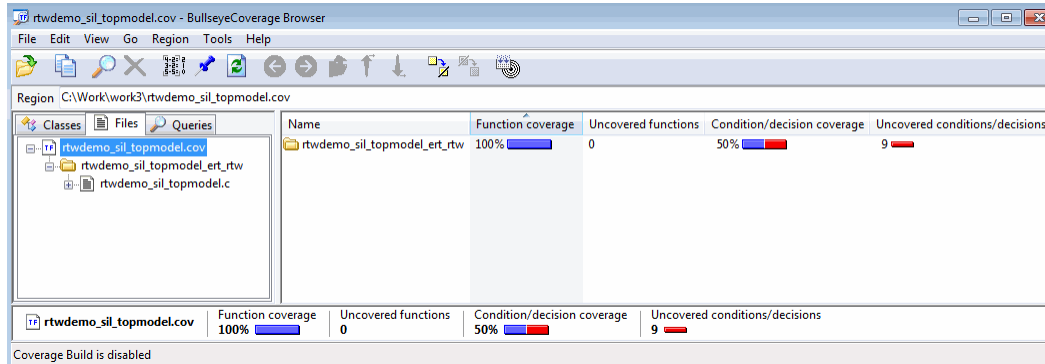 rtwdemo_sil_topmodel.cov - BullseyeCoverage Browser
File Edit View Go Region Tools Help
Region C:\Work\work3\rtwdemo_sil_topmodel.cov
Classes Files Queries
rtwdemo_sil_topmodel.cov
rtwdemo_sil_topmodel_ert_rtw
rtwdemo_sil_topmodel.c
Name Function coverage Uncovered functions Condition/decision coverage Uncovered conditions/decisions
rtwdemo_sil_topmodel_ert_rtw 100% 0 50% 9
rtwdemo_sil_topmodel.cov
Function coverage Uncovered functions Condition/decision coverage Uncovered conditions/decisions
100% 0 50% 9
Coverage Build is disabled